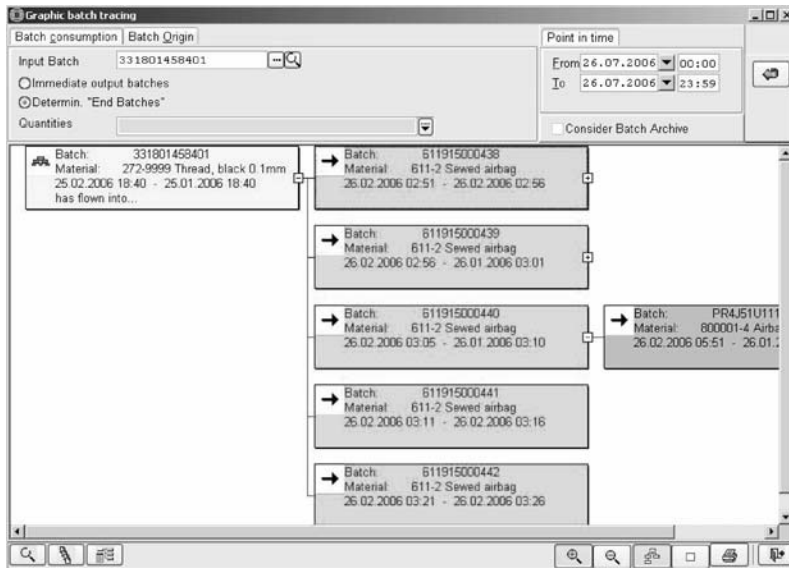 Graphic batch tracing
Batch consumption Batch Origin
Point in time
Input Batch 331801458401
From 26.07.2006 00:00
To 26.07.2006 23:59
Immediate output batches
Determin. "End Batches"
Quantities
Consider Batch Archive
Batch: 331801458401
Material: 272-9999 Thread, black 0.1mm
25.02.2006 18:40 - 25.01.2006 18:40
has flown into...
Batch: 611915000438
Material: 611-2 Sewed airbag
26.02.2006 02:51 - 26.02.2006 02:56
Batch: 611915000439
Material: 611-2 Sewed airbag
26.02.2006 02:56 - 26.01.2006 03:01
Batch: 611915000440
Material: 611-2 Sewed airbag
26.02.2006 03:05 - 26.01.2006 03:10
Batch: PR4J51U111
Material: 800001-4 Airba
26.02.2006 05:51 - 26.01.2
Batch: 611915000441
Material: 611-2 Sewed airbag
26.02.2006 03:11 - 26.02.2006 03:16
Batch: 611915000442
Material: 611-2 Sewed airbag
26.02.2006 03:21 - 26.02.2006 03:26